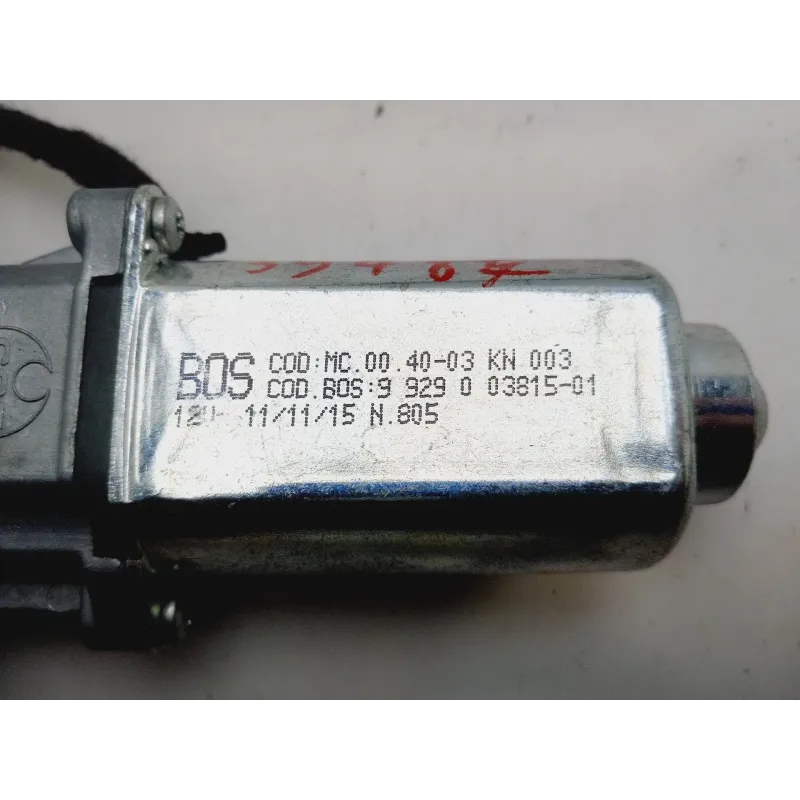 BOS COD:MC.00.40-03 KN 003
COD.BOS:9 929 0 03815-01
12V 11/11/15 N.805